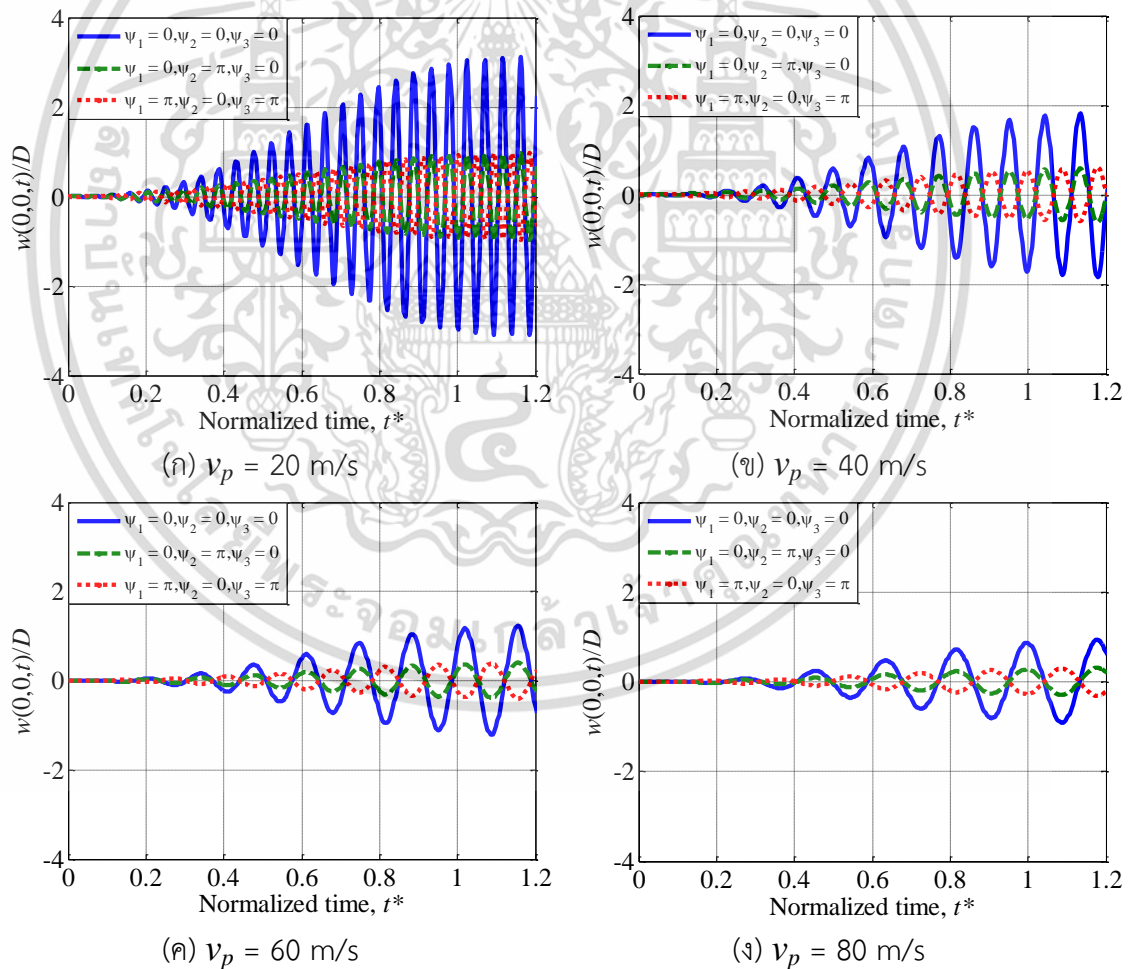 4
2
0
-2
-4
w(0,0,t)/D
ψ1 = 0,ψ2 = 0,ψ3 = 0
ψ1 = 0,ψ2 = π,ψ3 = 0
ψ1 = π,ψ2 = 0,ψ3 = π
0 0.2 0.4 0.6 0.8 1 1.2
Normalized time, t*
(ก) vp = 20 m/s
4
2
0
-2
-4
w(0,0,t)/D
ψ1 = 0,ψ2 = 0,ψ3 = 0
ψ1 = 0,ψ2 = π,ψ3 = 0
ψ1 = π,ψ2 = 0,ψ3 = π
0 0.2 0.4 0.6 0.8 1 1.2
Normalized time, t*
(ข) vp = 40 m/s
4
2
0
-2
-4
w(0,0,t)/D
ψ1 = 0,ψ2 = 0,ψ3 = 0
ψ1 = 0,ψ2 = π,ψ3 = 0
ψ1 = π,ψ2 = 0,ψ3 = π
0 0.2 0.4 0.6 0.8 1 1.2
Normalized time, t*
(ค) vp = 60 m/s
4
2
0
-2
-4
w(0,0,t)/D
ψ1 = 0,ψ2 = 0,ψ3 = 0
ψ1 = 0,ψ2 = π,ψ3 = 0
ψ1 = π,ψ2 = 0,ψ3 = π
0 0.2 0.4 0.6 0.8 1 1.2
Normalized time, t*
(ง) vp = 80 m/s